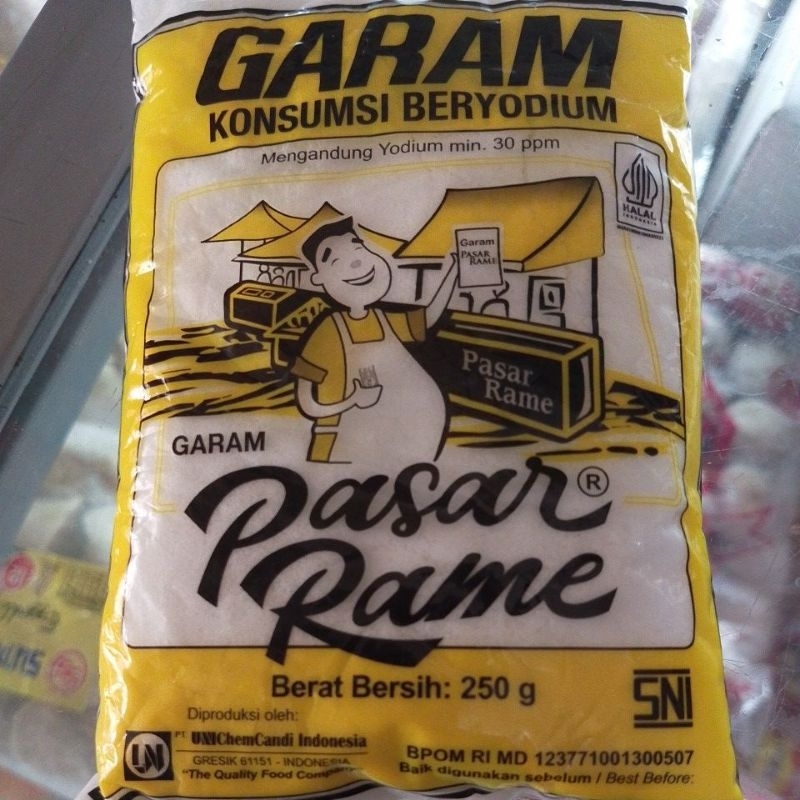 GARAM
KONSUMSI BERYODIUM
Mengandung Yodium min. 30 ppm
HALAL
INDONESIA
Garam
PASAR
RAME
Pasar
Rame
GARAM
Pasar ®
Rame
Berat Bersih: 250 g
SNI
Diproduksi oleh:
UN
PT UNIChemCandi Indonesia
GRESIK 61151 - INDONESIA
"The Quality Food
BPOM RI MD 123771001300507
Baik digunakan sebelum / Best Before: